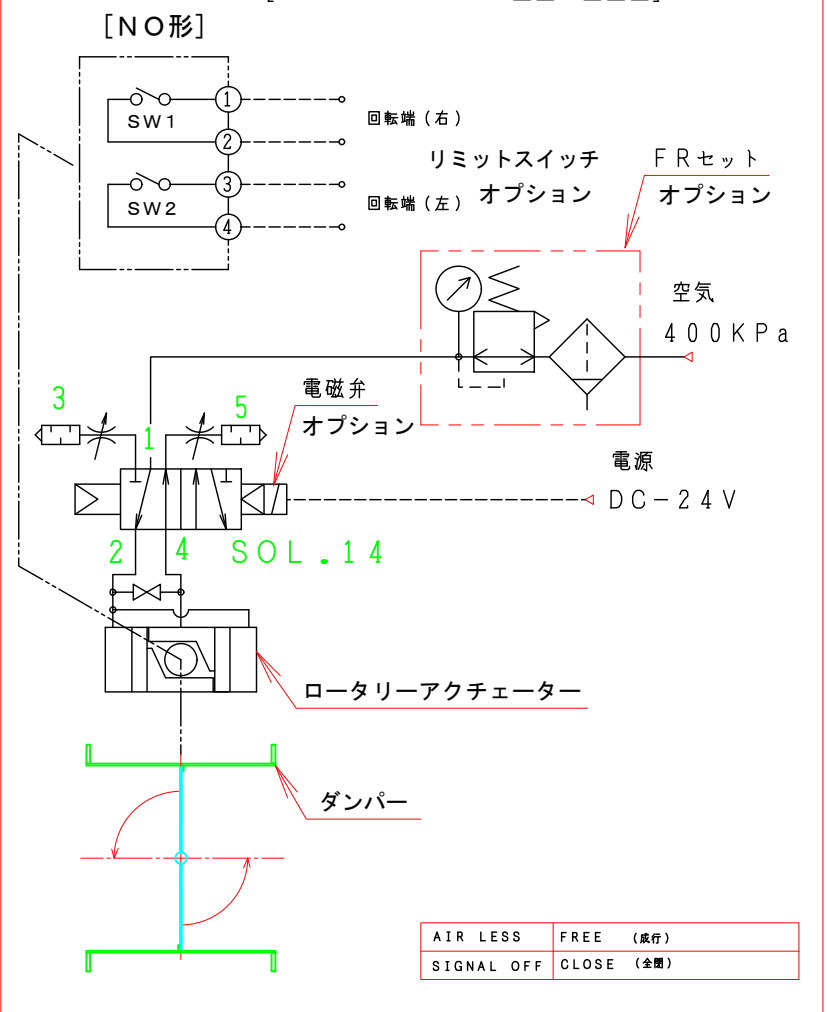 [NO形]
SW1
①
②
回転端(右)
SW2
③
④
回転端(左)
リミットスイッチ
オプション
FRセット
オプション
空気
400KPa
電磁弁
オプション
3
1
5
電源
DC-24V
2
4
SOL.14
ロータリーアクチェーター
ダンパー
AIR LESS FREE (成行)
SIGNAL OFF CLOSE (全閉)